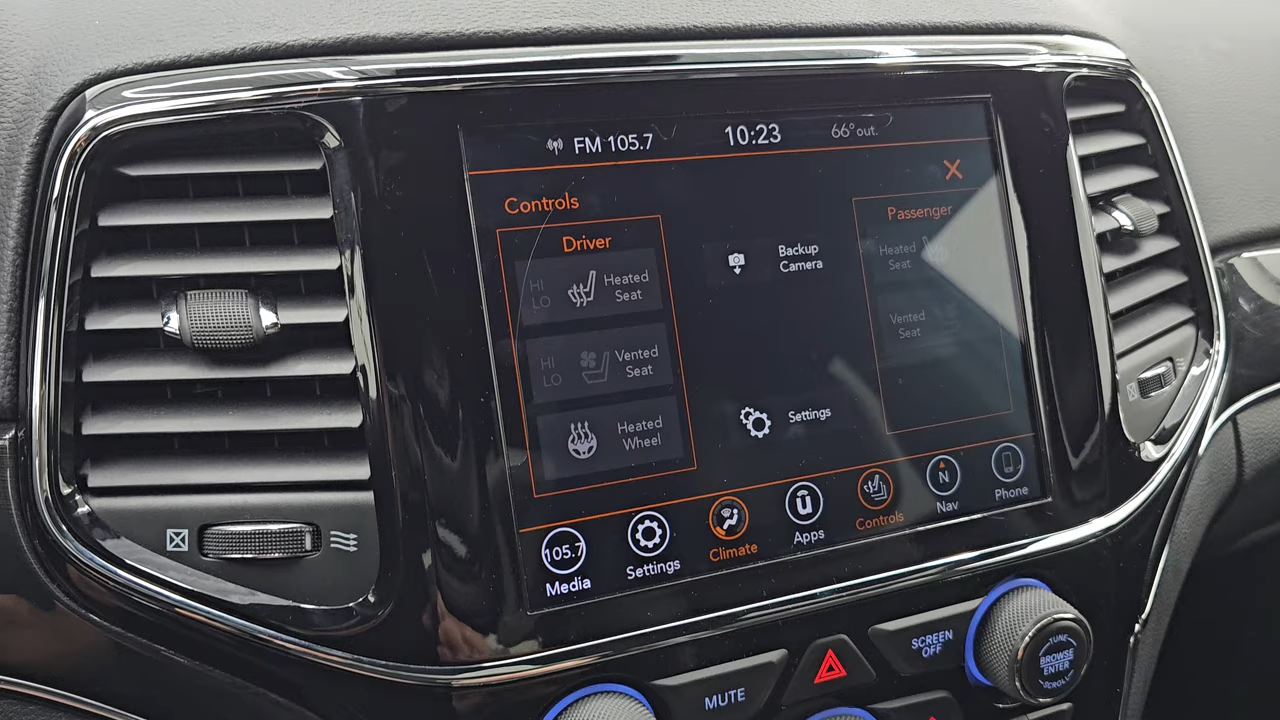 FM 105.7
10:23
66° out.
Controls
Driver
HI
LO
Heated
Seat
HI
LO
Vented
Seat
Heated
Wheel
Backup
Camera
Settings
Passenger
Heated
Seat
Vented
Seat
105.7
Media
Settings
Climate
Apps
Controls
N
Nav
Phone
MUTE
SCREEN
OFF
TUNE
BROWSE
ENTER
SCROLL